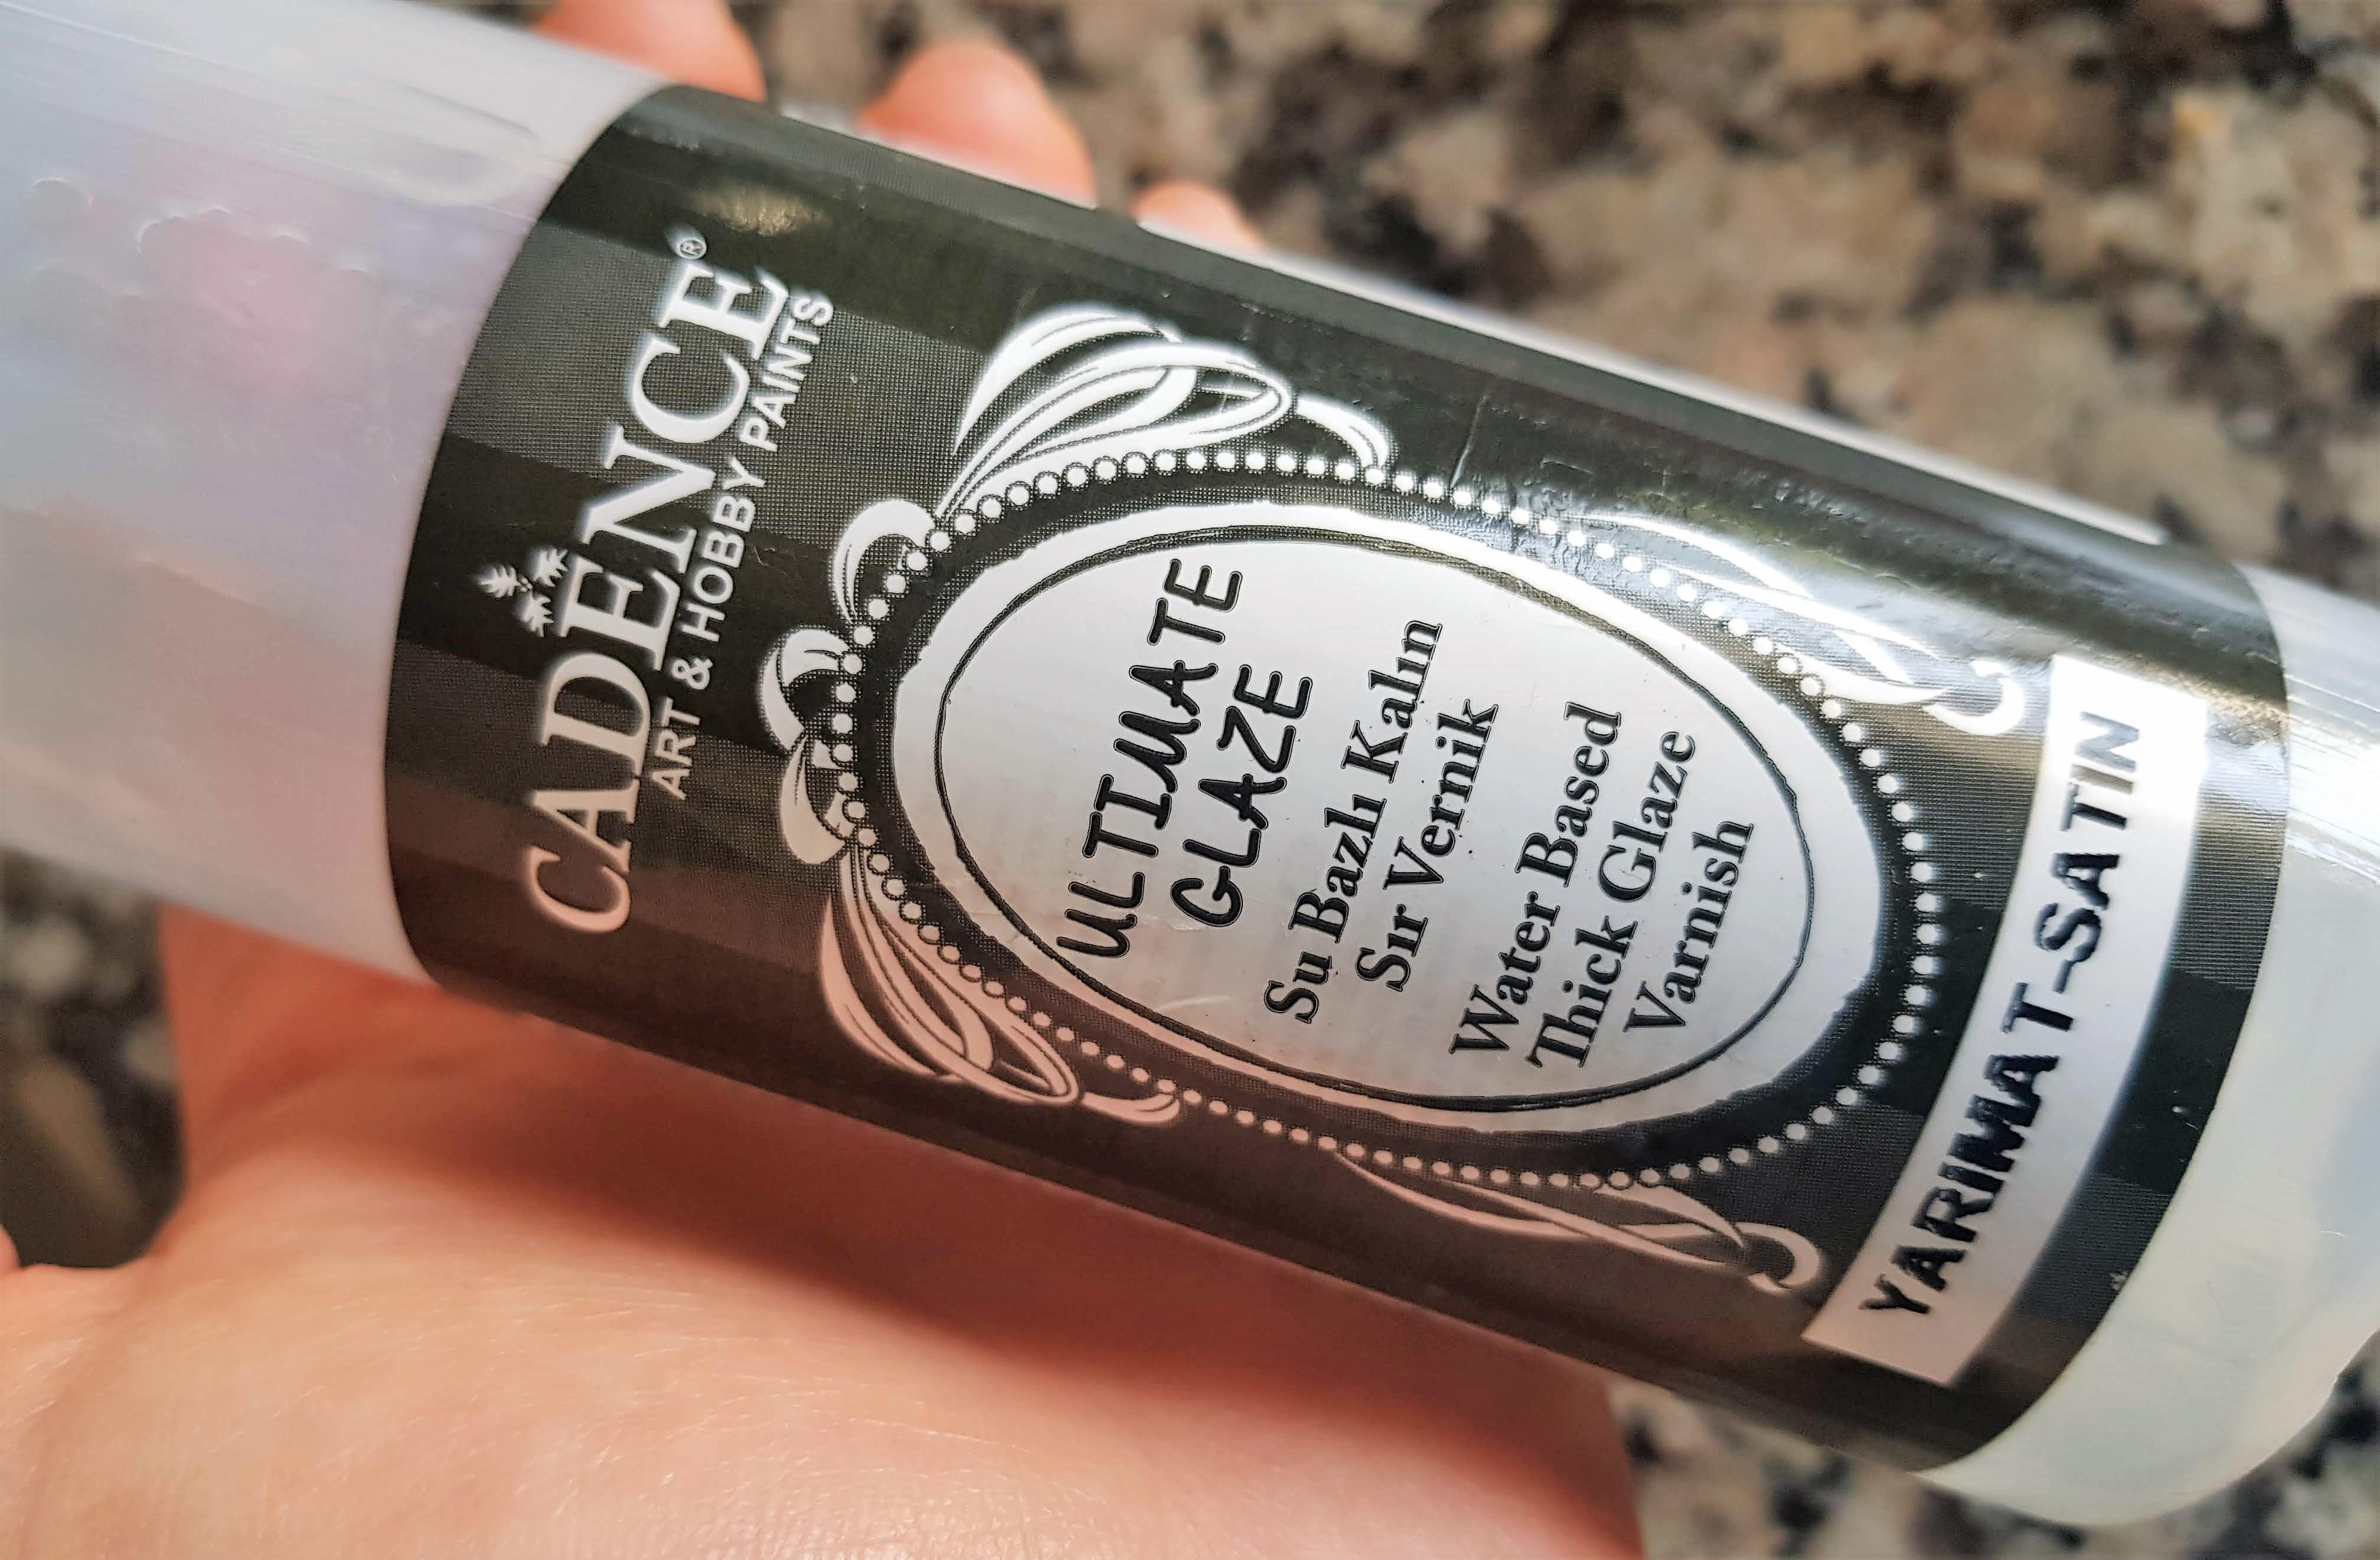 CADENCE®
ART & HOBBY PAINTS
ULTIMATE
GLAZE
Su Bazlı Kalın
Sır Vernik
Water Based
Thick Glaze
Varnish
YARIMAT-SATIN